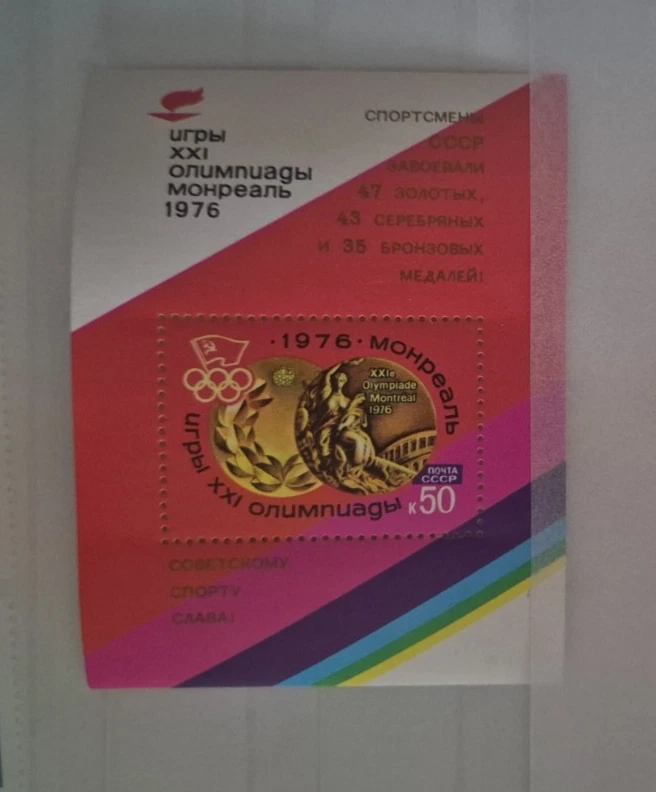 игры
XXI
олимпиады
монреаль
1976
СПОРТСМЕНЫ
СССР
ЗАВОЕВАЛИ
47 ЗОЛОТЫХ,
43 СЕРЕБРЯНЫХ
И 35 БРОНЗОВЫХ
МЕДАЛЕЙ!
·1976· монреаль
игры XXI олимпиады
XXIe
Olympiade
Montréal
1976
ПОЧТА
СССР
к50
СОВЕТСКОМУ
СПОРТУ
СЛАВА!